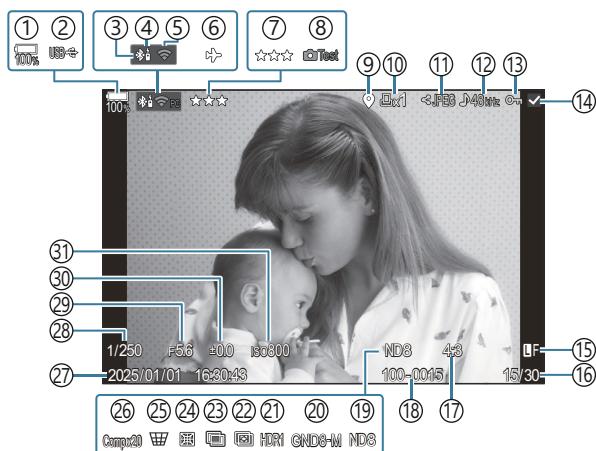 ① ② ③ ④ ⑤ ⑥ ⑦ ⑧
100% USB Test
⑨ ⑩ ⑪ ⑫ ⑬
100% PC x1 JPEG 48kHz
⑭
㉛
㉚
㉙
㉘
1/250 F5.6 ±0.0 ISO800 ND8 4:3 LF ⑮
㉗ 2025/01/01 16:30:43 100-0015 15/30 ⑯
㉖ ㉕ ㉔ ㉓ ㉒ ㉑ ⑳ ⑲ ⑱ ⑰
Compx20 HDR1 GND8-M ND8